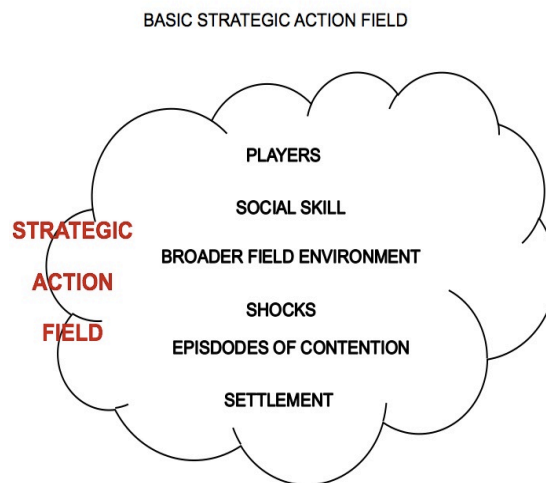 BASIC STRATEGIC ACTION FIELD
PLAYERS
SOCIAL SKILL
STRATEGIC
BROADER FIELD ENVIRONMENT
ACTION
SHOCKS
FIELD
EPISDODES OF CONTENTION
SETTLEMENT